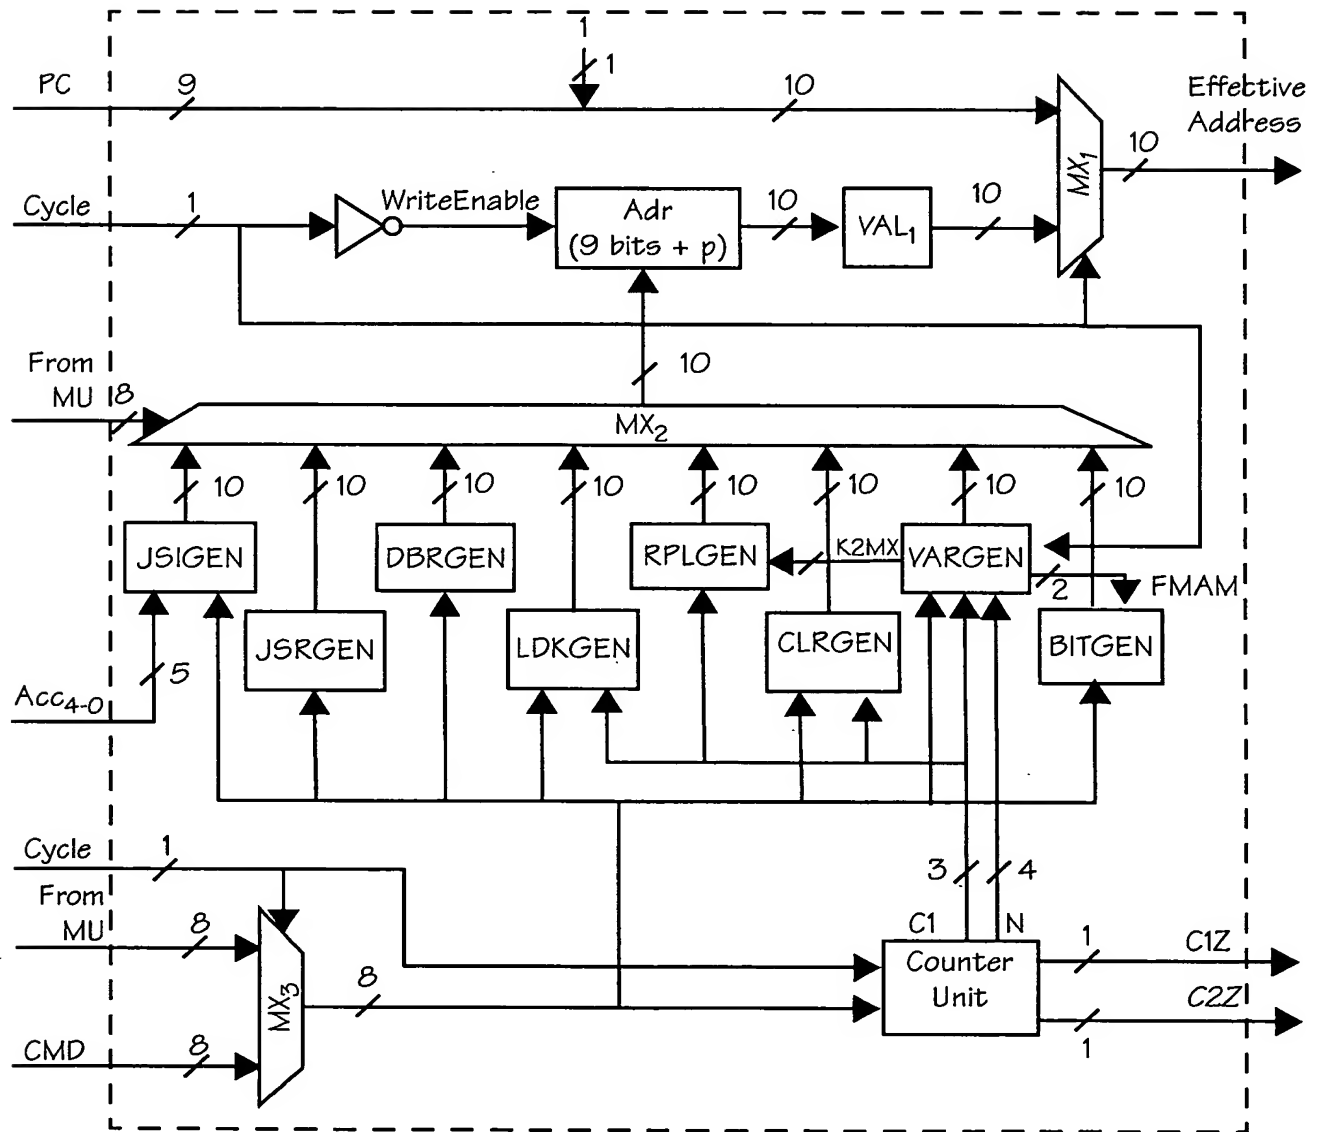 1
PC
9
1
10
Effective
Address
MX1
10
Cycle
1
WriteEnable
Adr
(9 bits + p)
10
VAL1
10
From
MU
8
10
MX2
10
10
10
10
10
10
10
10
JSIGEN
DBRGEN
RPLGEN
K2MX
VARGEN
2
FMAM
JSRGEN
LDKGEN
CLRGEN
BITGEN
5
Acc4-0
Cycle
1
3
4
From
MU
8
C1
N
Counter
Unit
1
C1Z
MX3
8
C2Z
1
CMD
8